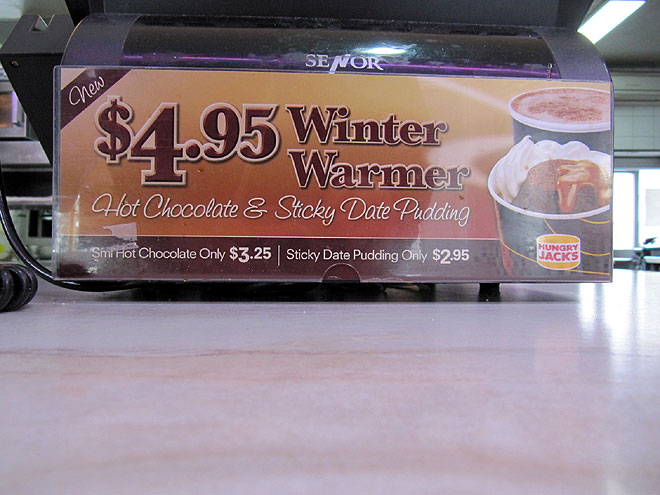 SENOR
New
$4.95 Winter
Warmer
Hot Chocolate & Sticky Date Pudding
Sml Hot Chocolate Only $3.25 | Sticky Date Pudding Only $2.95
HUNGRY
JACK'S